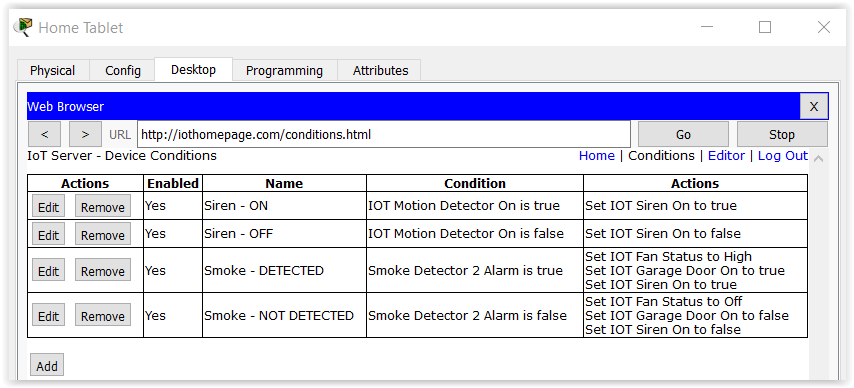 Home Tablet
Physical Config Desktop Programming Attributes
Web Browser X
< > URL http://iothomepage.com/conditions.html Go Stop
IoT Server - Device Conditions Home | Conditions | Editor | Log Out
Actions Enabled Name Condition Actions
Edit Remove Yes Siren - ON IOT Motion Detector On is true Set IOT Siren On to true
Edit Remove Yes Siren - OFF IOT Motion Detector On is false Set IOT Siren On to false
Set IOT Fan Status to High
Edit Remove Yes Smoke - DETECTED Smoke Detector 2 Alarm is true Set IOT Garage Door On to true
Set IOT Siren On to true
Set IOT Fan Status to Off
Edit Remove Yes Smoke - NOT DETECTED Smoke Detector 2 Alarm is false Set IOT Garage Door On to false
Set IOT Siren On to false
Add